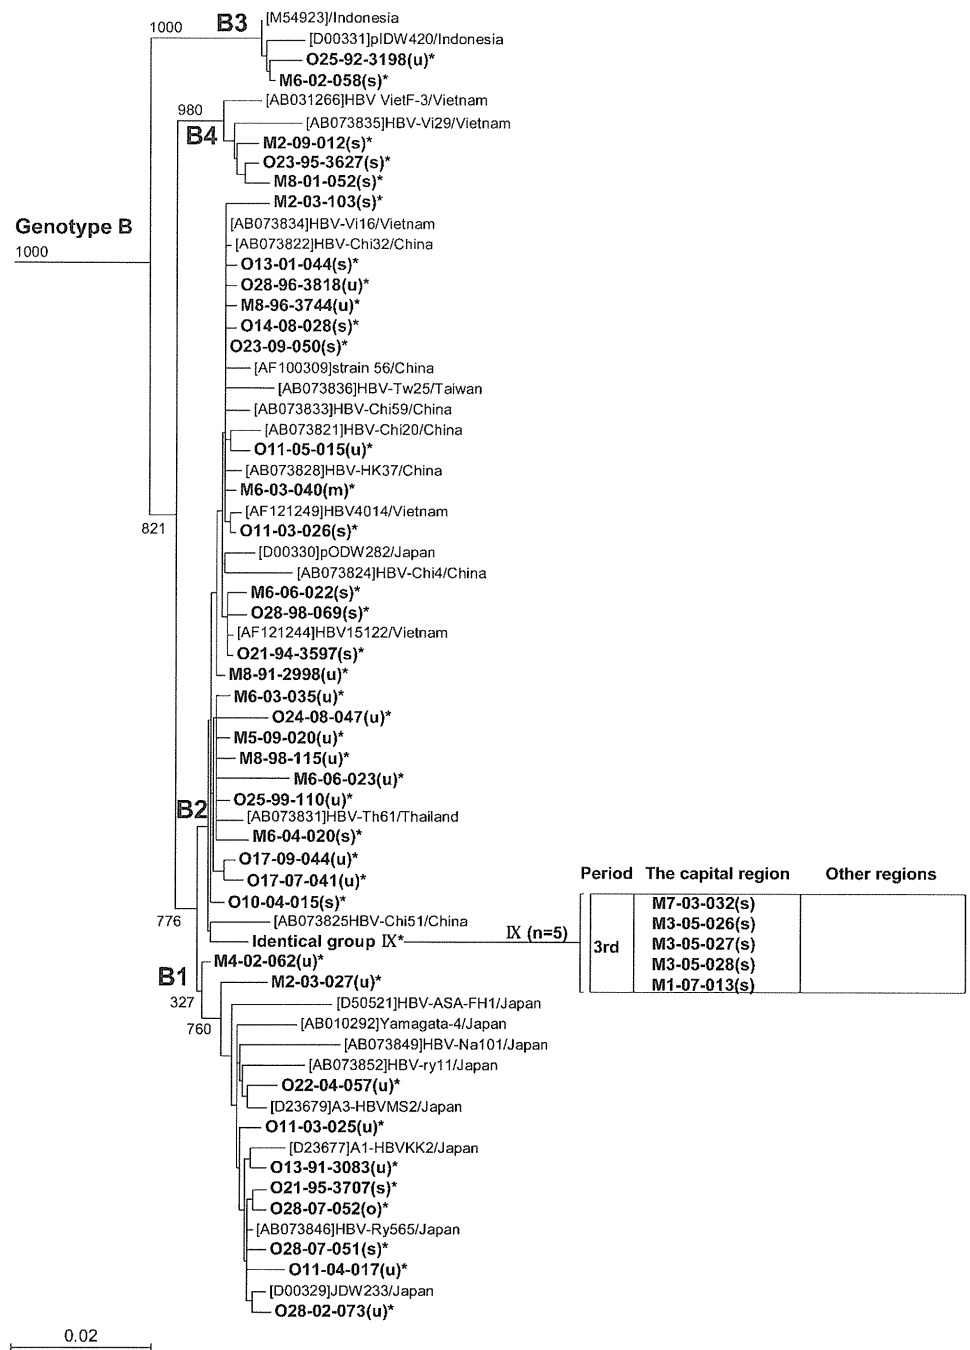 B3
1000
[M54923]/Indonesia
[D00331]pIDW420/Indonesia
O25-92-3198(u)*
M6-02-058(s)*
980
[AB031266]HBV VietF-3/Vietnam
B4
[AB073835]HBV-Vi29/Vietnam
M2-09-012(s)*
O23-95-3627(s)*
M8-01-052(s)*
M2-03-103(s)*
Genotype B
1000
[AB073834]HBV-Vi16/Vietnam
[AB073822]HBV-Chi32/China
O13-01-044(s)*
O28-96-3818(u)*
M8-96-3744(u)*
O14-08-028(s)*
O23-09-050(s)*
[AF100309]strain 56/China
[AB073836]HBV-Tw25/Taiwan
[AB073833]HBV-Chi59/China
[AB073821]HBV-Chi20/China
O11-05-015(u)*
[AB073828]HBV-HK37/China
M6-03-040(m)*
[AF121249]HBV4014/Vietnam
821
O11-03-026(s)*
[D00330]pODW282/Japan
[AB073824]HBV-Chi4/China
M6-06-022(s)*
O28-98-069(s)*
[AF121244]HBV15122/Vietnam
O21-94-3597(s)*
M8-91-2998(u)*
M6-03-035(u)*
O24-08-047(u)*
M5-09-020(u)*
M8-98-115(u)*
M6-06-023(u)*
O25-99-110(u)*
B2
[AB073831]HBV-Th61/Thailand
M6-04-020(s)*
O17-09-044(u)*
O17-07-041(u)*
O10-04-015(s)*
776
[AB073825HBV-Chi51/China
Identical group Ⅸ*
Ⅸ (n=5)
Period The capital region Other regions
3rd
M7-03-032(s)
M3-05-026(s)
M3-05-027(s)
M3-05-028(s)
M1-07-013(s)
M4-02-062(u)*
B1
M2-03-027(u)*
327
[D50521]HBV-ASA-FH1/Japan
760
[AB010292]Yamagata-4/Japan
[AB073849]HBV-Na101/Japan
[AB073852]HBV-ry11/Japan
O22-04-057(u)*
[D23679]A3-HBVMS2/Japan
O11-03-025(u)*
[D23677]A1-HBVKK2/Japan
O13-91-3083(u)*
O21-95-3707(s)*
O28-07-052(o)*
[AB073846]HBV-Ry565/Japan
O28-07-051(s)*
O11-04-017(u)*
[D00329]JDW233/Japan
O28-02-073(u)*
0.02